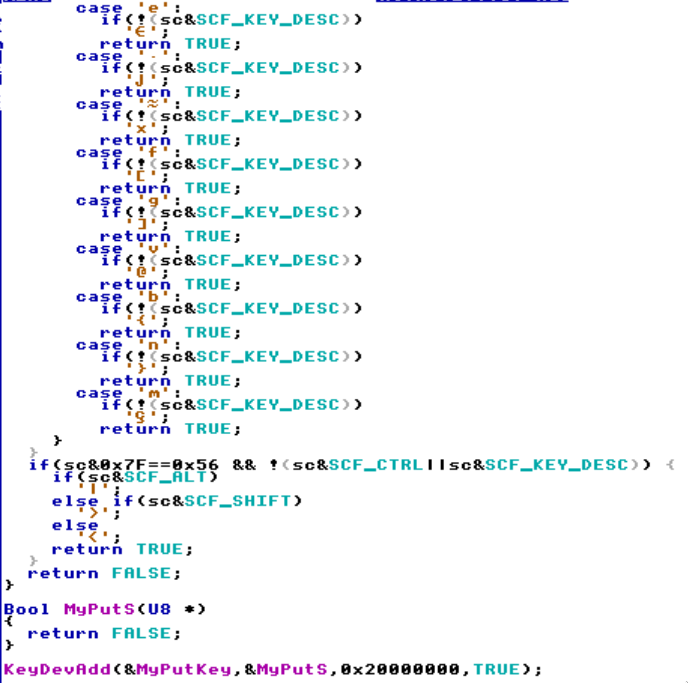 case 'e':
if(!(sc&SCF_KEY_DESC))
'€';
return TRUE;
case '.':
if(!(sc&SCF_KEY_DESC))
'j';
return TRUE;
case '~':
if(!(sc&SCF_KEY_DESC))
'x';
return TRUE;
case 'f':
if(!(sc&SCF_KEY_DESC))
'[';
return TRUE;
case 'g':
if(!(sc&SCF_KEY_DESC))
']';
return TRUE;
case 'v':
if(!(sc&SCF_KEY_DESC))
'@';
return TRUE;
case 'b':
if(!(sc&SCF_KEY_DESC))
'{';
return TRUE;
case 'n':
if(!(sc&SCF_KEY_DESC))
'}';
return TRUE;
case 'm':
if(!(sc&SCF_KEY_DESC))
'§';
return TRUE;
}
}
if(sc&0x7F==0x56 && !(sc&SCF_CTRL||sc&SCF_KEY_DESC)) {
if(sc&SCF_ALT)
'|';
else if(sc&SCF_SHIFT)
'>';
else
'<';
return TRUE;
}
return FALSE;
}
Bool MyPutS(U8 *)
{
return FALSE;
}
KeyDevAdd(&MyPutKey,&MyPutS,0x20000000,TRUE);